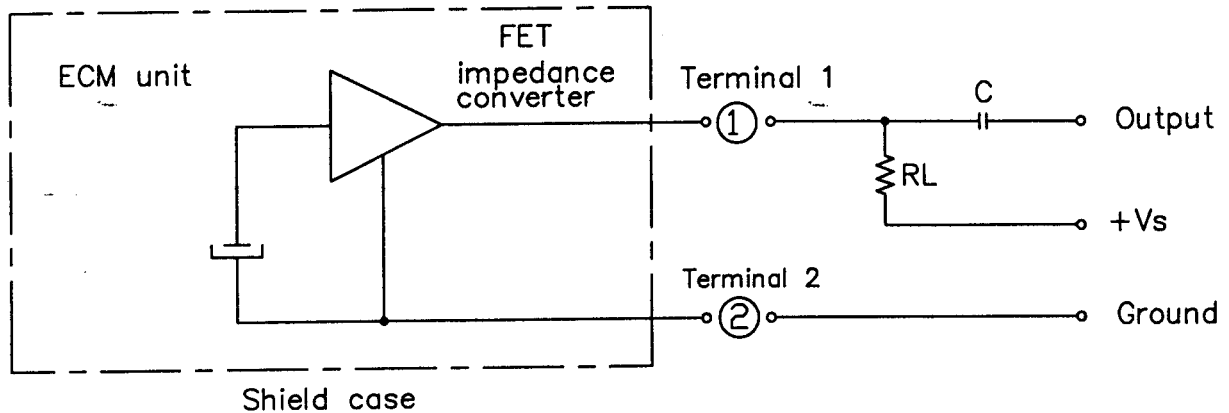 FET
impedance
converter
ECM unit
Terminal 1
1
C
Output
RL
+Vs
Terminal 2
2
Ground
Shield case